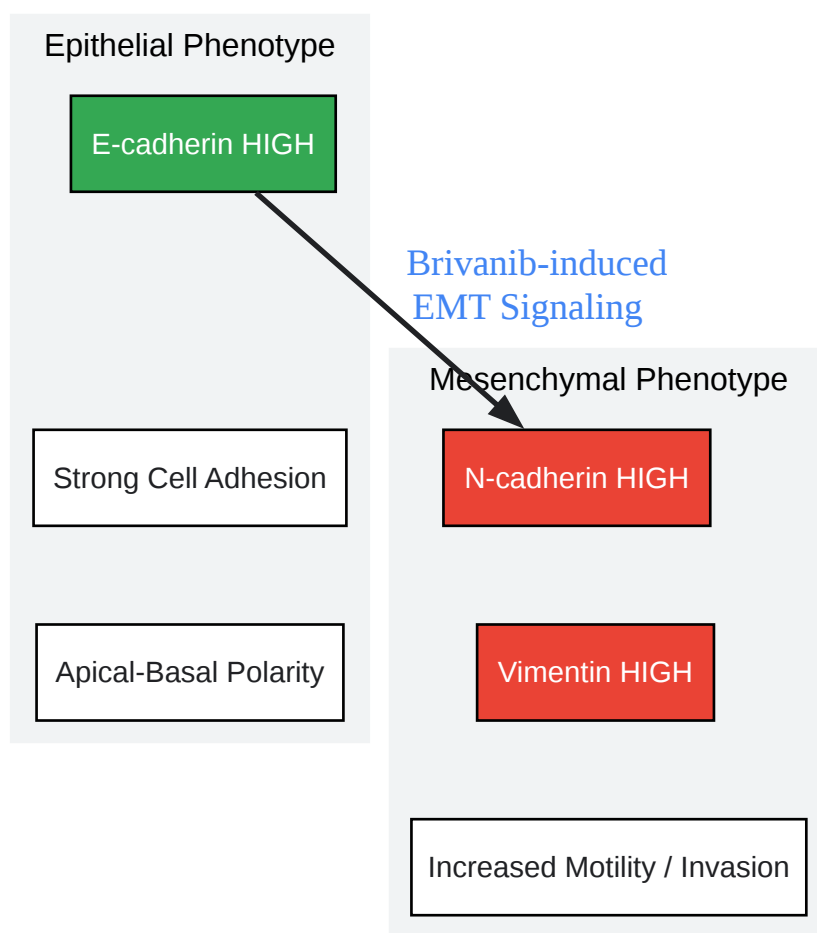 Epithelial Phenotype
E-cadherin HIGH
Brivanib-induced
EMT Signaling
Mesenchymal Phenotype
Strong Cell Adhesion
N-cadherin HIGH
Apical-Basal Polarity
Vimentin HIGH
Increased Motility / Invasion